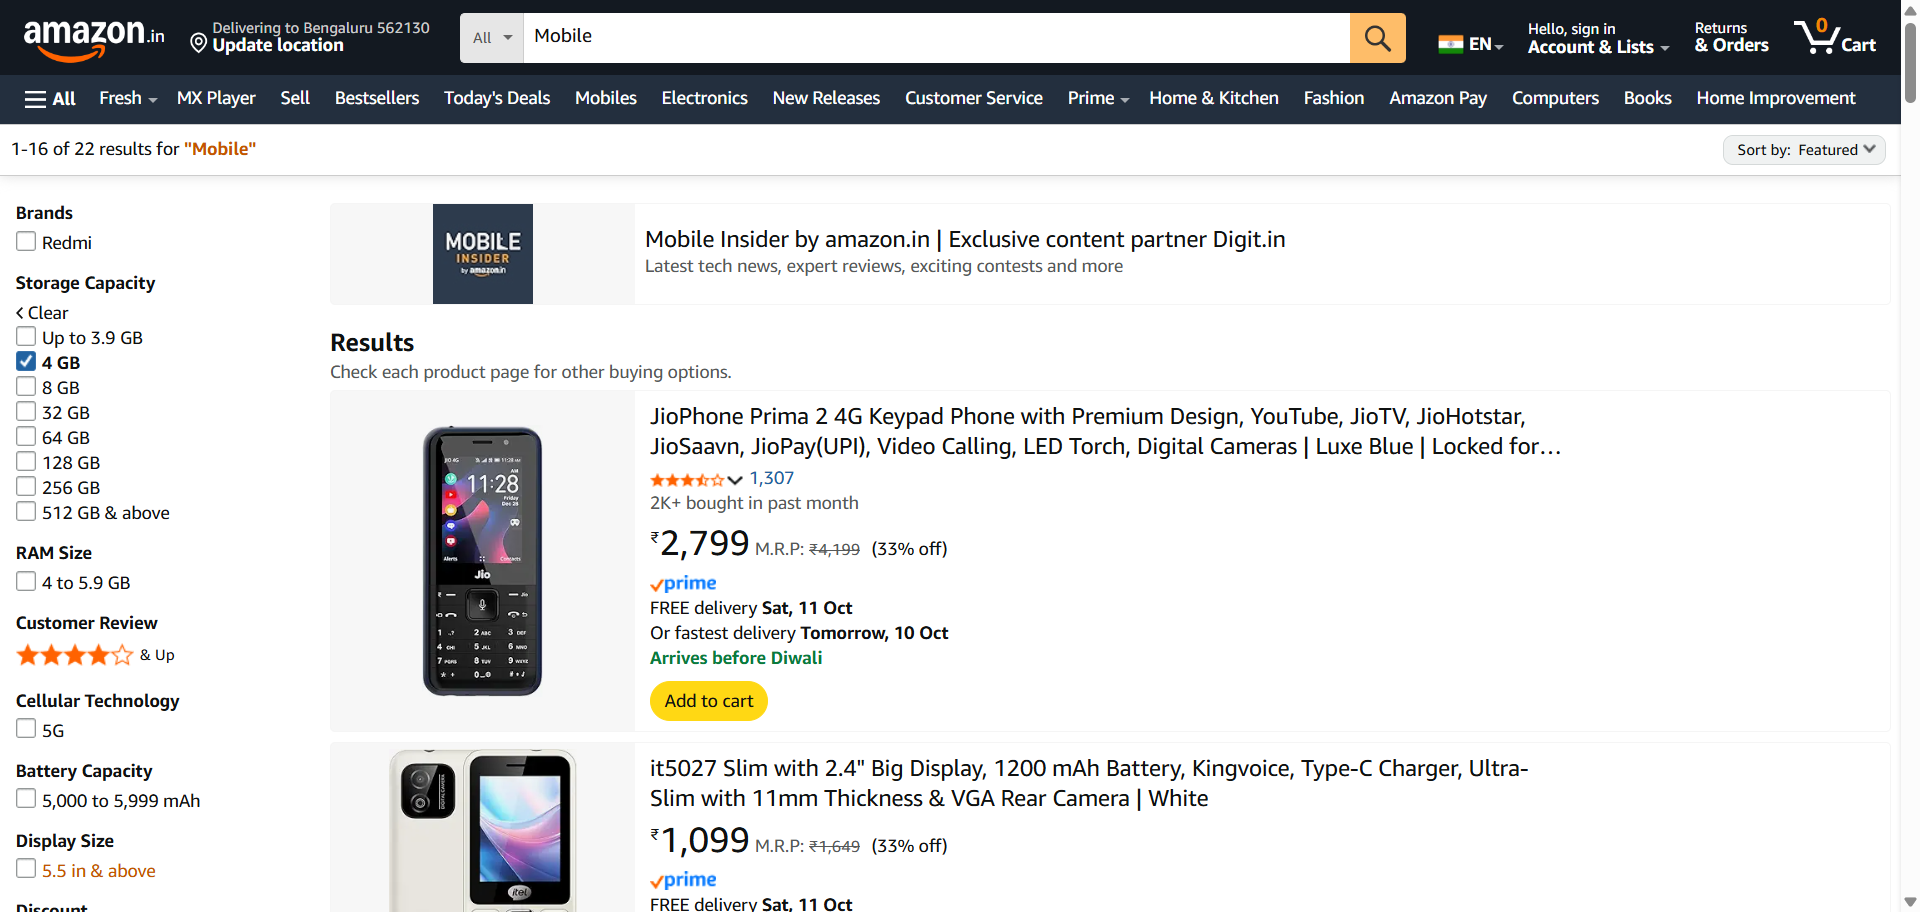 amazon.in
Delivering to Bengaluru 562130
Update location
All
Mobile
EN
Hello, sign in
Account & Lists
Returns
& Orders
0
Cart
All
Fresh
MX Player
Sell
Bestsellers
Today's Deals
Mobiles
Electronics
New Releases
Customer Service
Prime
Home & Kitchen
Fashion
Amazon Pay
Computers
Books
Home Improvement
1-16 of 22 results for "Mobile"
Sort by: Featured
Brands
Redmi
Storage Capacity
Clear
Up to 3.9 GB
4 GB
8 GB
32 GB
64 GB
128 GB
256 GB
512 GB & above
RAM Size
4 to 5.9 GB
Customer Review
& Up
Cellular Technology
5G
Battery Capacity
5,000 to 5,999 mAh
Display Size
5.5 in & above
Discount
MOBILE
INSIDER
by amazon.in
Mobile Insider by amazon.in | Exclusive content partner Digit.in
Latest tech news, expert reviews, exciting contests and more
Results
Check each product page for other buying options.
11:28
Jio
JioPhone Prima 2 4G Keypad Phone with Premium Design, YouTube, JioTV, JioHotstar,
JioSaavn, JioPay(UPI), Video Calling, LED Torch, Digital Cameras | Luxe Blue | Locked for…
1,307
2K+ bought in past month
₹2,799 M.R.P: ₹4,199 (33% off)
prime
FREE delivery Sat, 11 Oct
Or fastest delivery Tomorrow, 10 Oct
Arrives before Diwali
Add to cart
itel
it5027 Slim with 2.4" Big Display, 1200 mAh Battery, Kingvoice, Type-C Charger, Ultra-
Slim with 11mm Thickness & VGA Rear Camera | White
₹1,099 M.R.P: ₹1,649 (33% off)
prime
FREE delivery Sat, 11 Oct